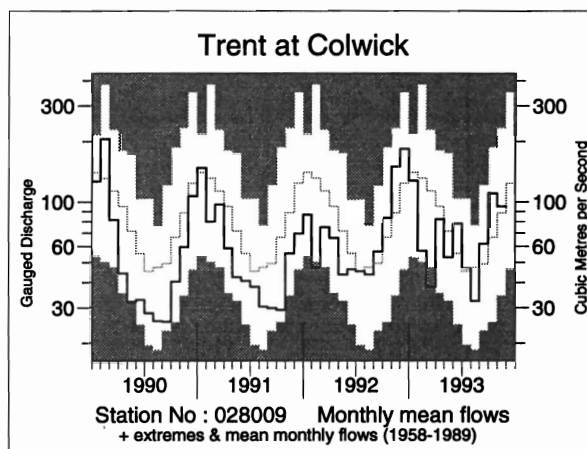 Trent at Colwick
Gauged Discharge
300
100
60
30
300
100
60
30
Cubic Metres per Second
1990 1991 1992 1993
Station No : 028009 Monthly mean flows
+ extremes & mean monthly flows (1958-1989)